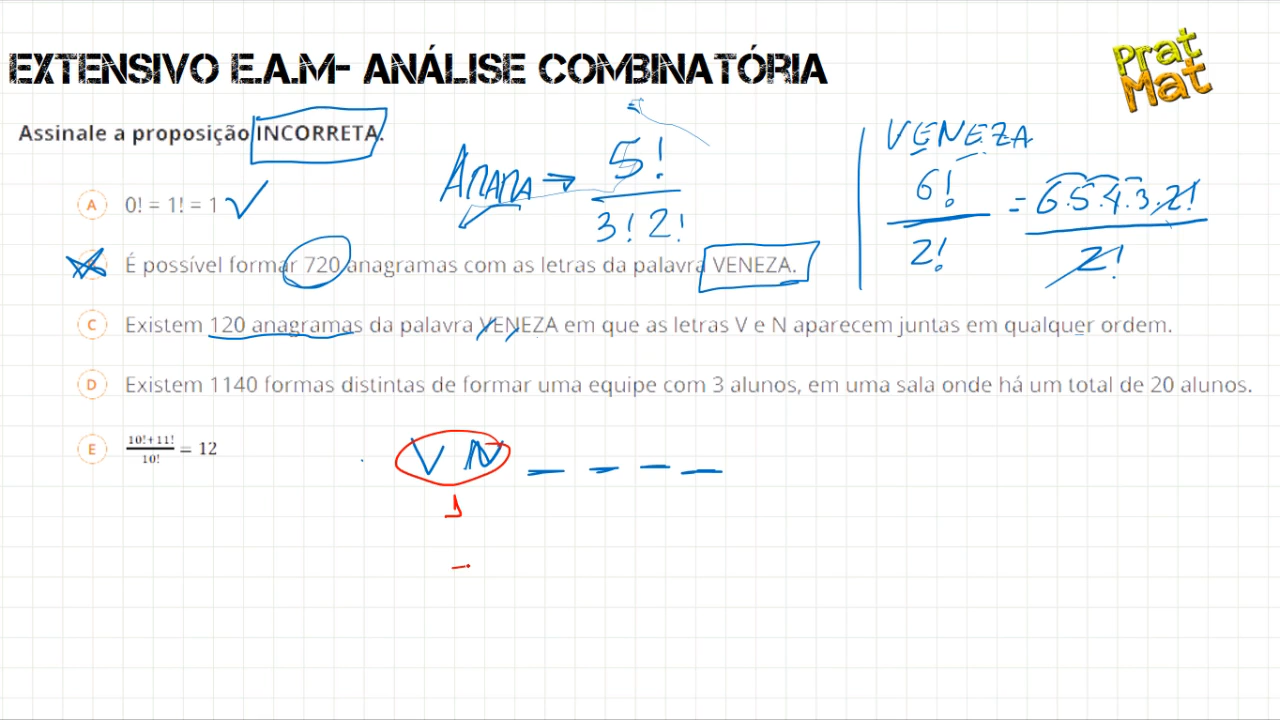 EXTENSIVO E.A.M- ANÁLISE COMBINATÓRIA
Prat
Mat
Assinale a proposição INCORRETA.
A 0! = 1! = 1
É possível formar 720 anagramas com as letras da palavra VENEZA.
C Existem 120 anagramas da palavra VENEZA em que as letras V e N aparecem juntas em qualquer ordem.
D Existem 1140 formas distintas de formar uma equipe com 3 alunos, em uma sala onde há um total de 20 alunos.
E 10!+11! / 10! = 12
→ 5! / 3! 2!
VENEZA
6! / 2! = 6.5.4.3.2! / 2!
V N _ _ _ _
1